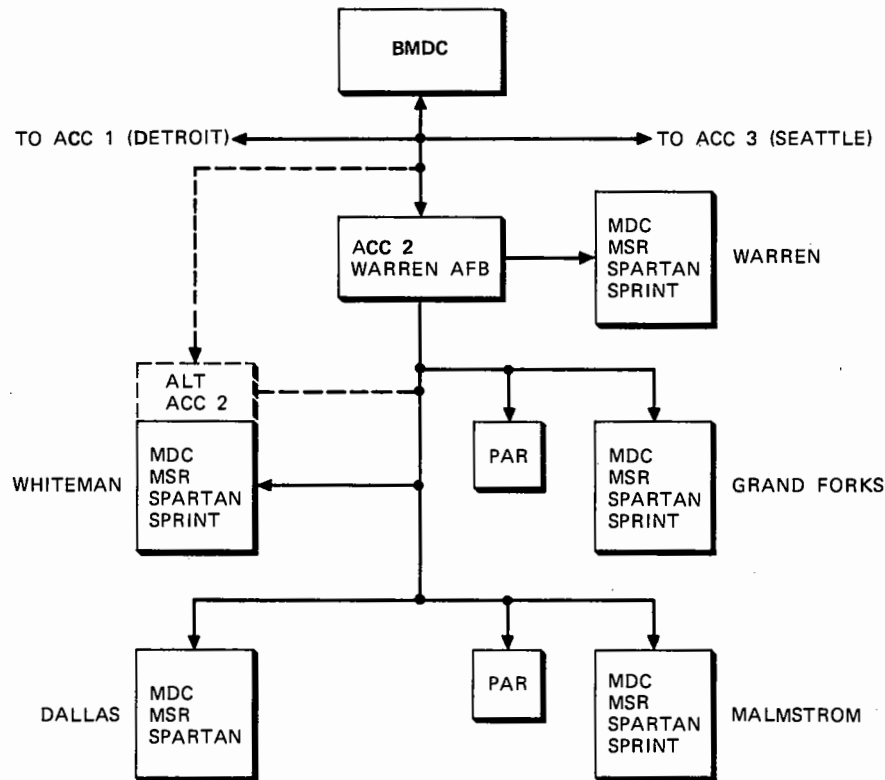 BMDC
TO ACC 1 (DETROIT)
TO ACC 3 (SEATTLE)
ACC 2
WARREN AFB
MDC
MSR
SPARTAN
SPRINT
WARREN
ALT
ACC 2
WHITEMAN
MDC
MSR
SPARTAN
SPRINT
PAR
MDC
MSR
SPARTAN
SPRINT
GRAND FORKS
DALLAS
MDC
MSR
SPARTAN
PAR
MDC
MSR
SPARTAN
SPRINT
MALMSTROM